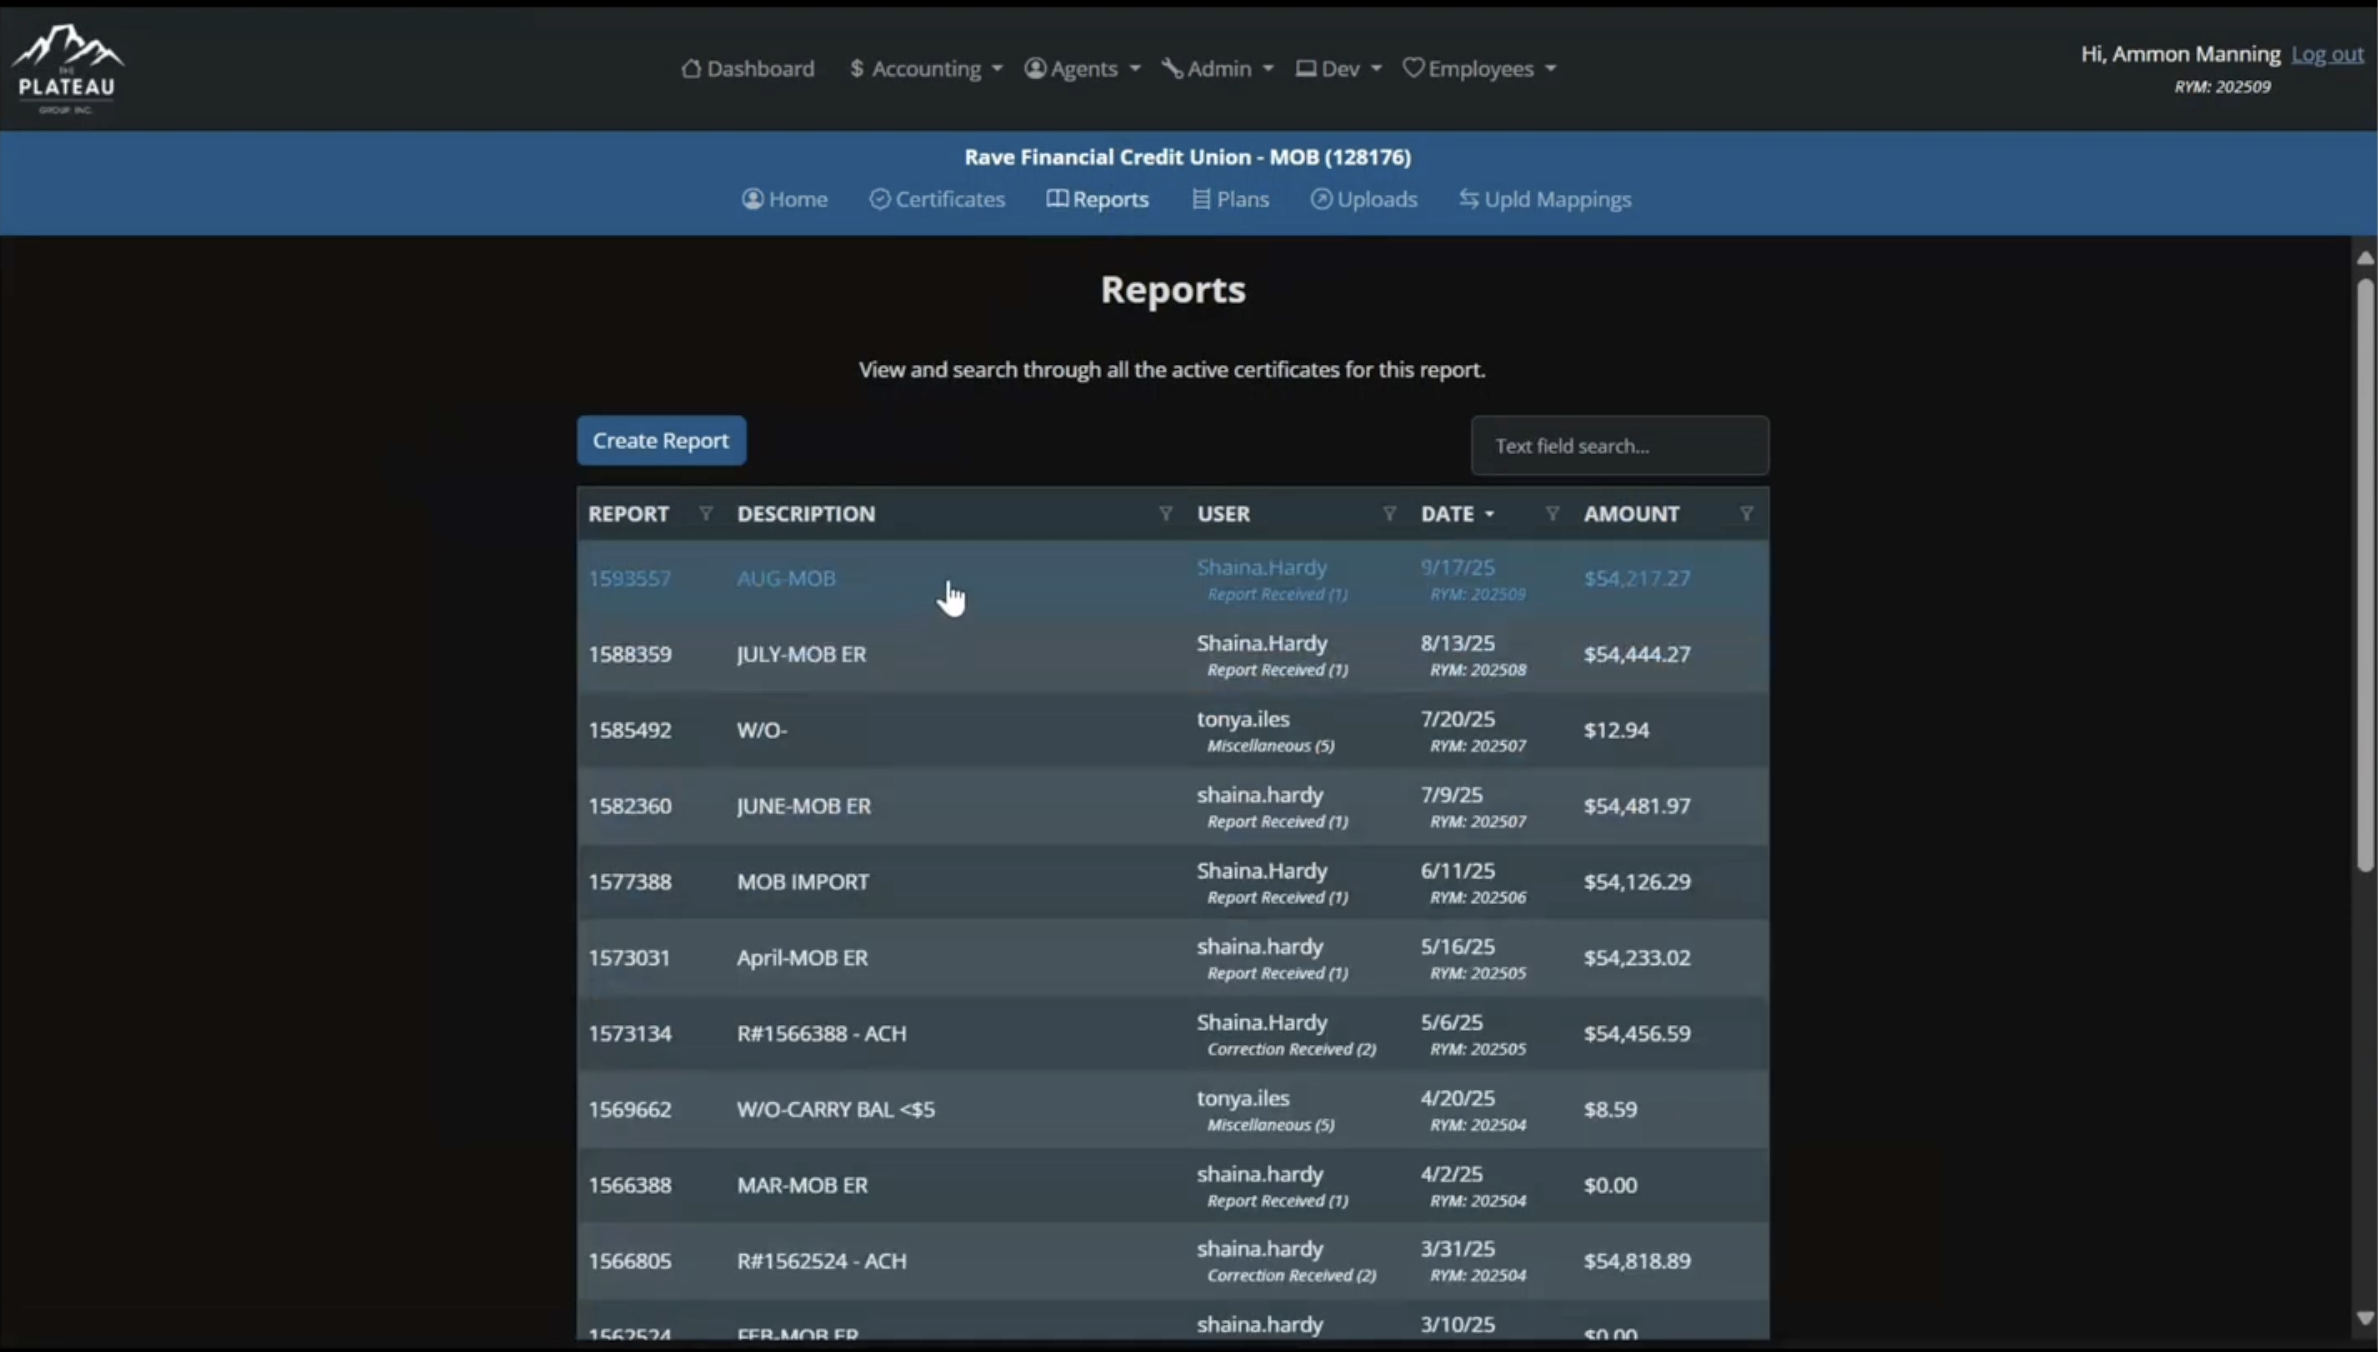 THE
PLATEAU
GROUP INC.
Dashboard
$ Accounting
Agents
Admin
Dev
Employees
Hi, Ammon Manning Log out
RYM: 202509
Rave Financial Credit Union - MOB (128176)
Home
Certificates
Reports
Plans
Uploads
Upld Mappings
Reports
View and search through all the active certificates for this report.
Create Report
Text field search...
REPORT DESCRIPTION USER DATE AMOUNT
1593557 AUG-MOB Shaina.Hardy 9/17/25 $54,217.27
Report Received (1) RYM: 202509
1588359 JULY-MOB ER Shaina.Hardy 8/13/25 $54,444.27
Report Received (1) RYM: 202508
1585492 W/O- tonya.iles 7/20/25 $12.94
Miscellaneous (5) RYM: 202507
1582360 JUNE-MOB ER shaina.hardy 7/9/25 $54,481.97
Report Received (1) RYM: 202507
1577388 MOB IMPORT Shaina.Hardy 6/11/25 $54,126.29
Report Received (1) RYM: 202506
1573031 April-MOB ER shaina.hardy 5/16/25 $54,233.02
Report Received (1) RYM: 202505
1573134 R#1566388 - ACH Shaina.Hardy 5/6/25 $54,456.59
Correction Received (2) RYM: 202505
1569662 W/O-CARRY BAL <$5 tonya.iles 4/20/25 $8.59
Miscellaneous (5) RYM: 202504
1566388 MAR-MOB ER shaina.hardy 4/2/25 $0.00
Report Received (1) RYM: 202504
1566805 R#1562524 - ACH shaina.hardy 3/31/25 $54,818.89
Correction Received (2) RYM: 202504
1562524 FEB-MOB ER shaina.hardy 3/10/25 $0.00